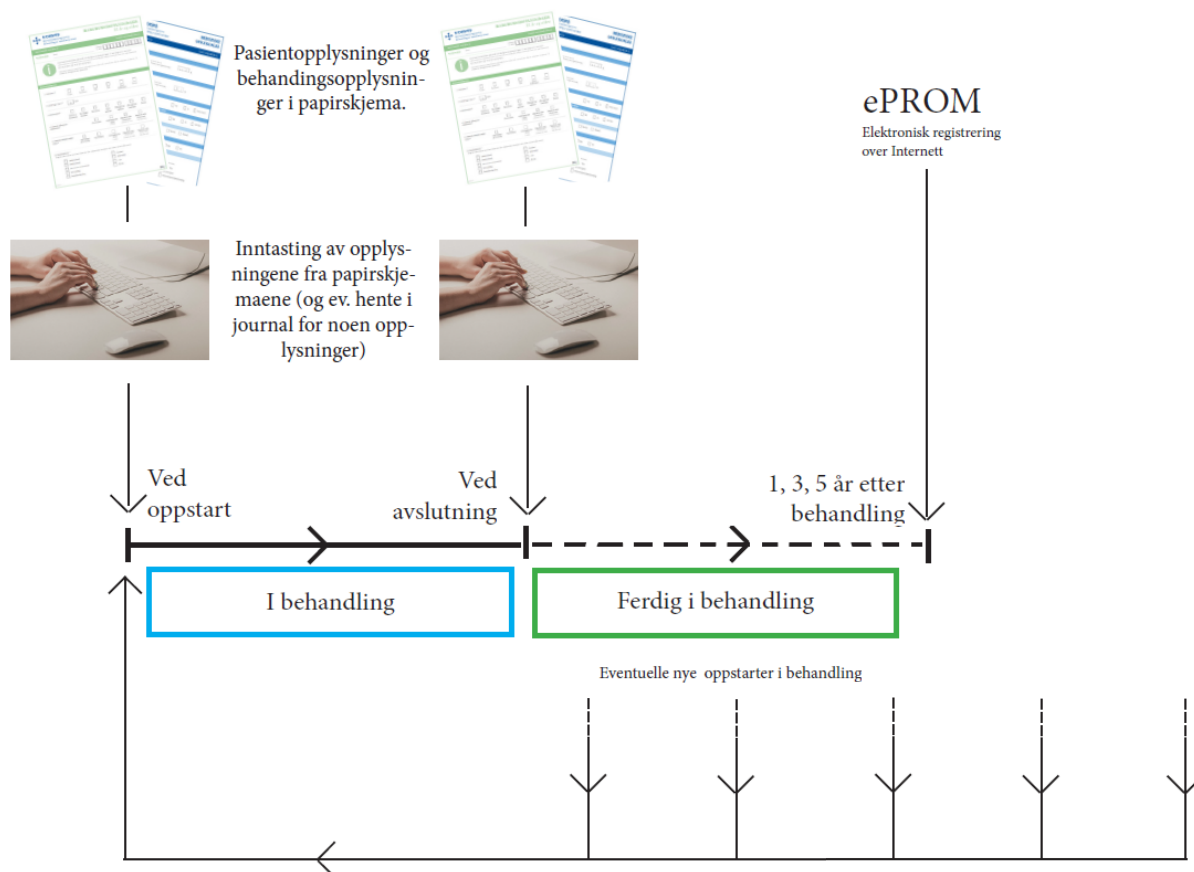 Pasientopplysninger og
behandingsopplysnin-
ger i papirskjema.
ePROM
Elektronisk registrering
over Internett
Inntasting av opplys-
ningene fra papirskje-
maene (og ev. hente i
journal for noen opp-
lysninger)
Ved
oppstart
Ved
avslutning
1, 3, 5 år etter
behandling
I behandling
Ferdig i behandling
Eventuelle nye oppstarter i behandling